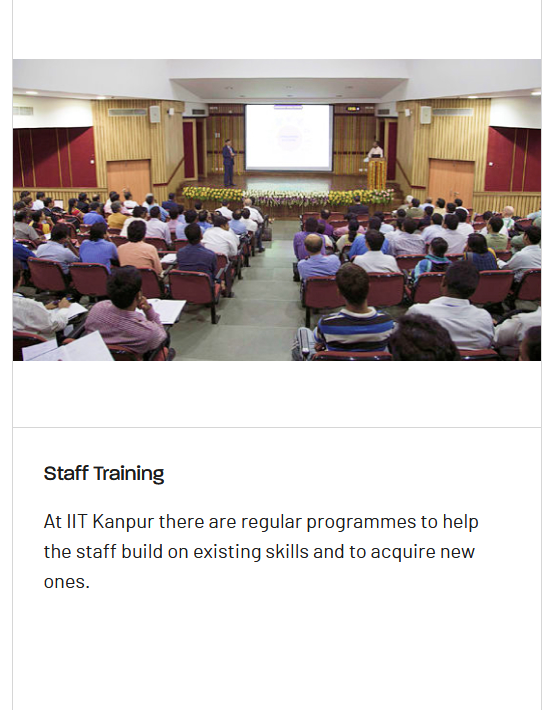 Staff Training
At IIT Kanpur there are regular programmes to help
the staff build on existing skills and to acquire new
ones.